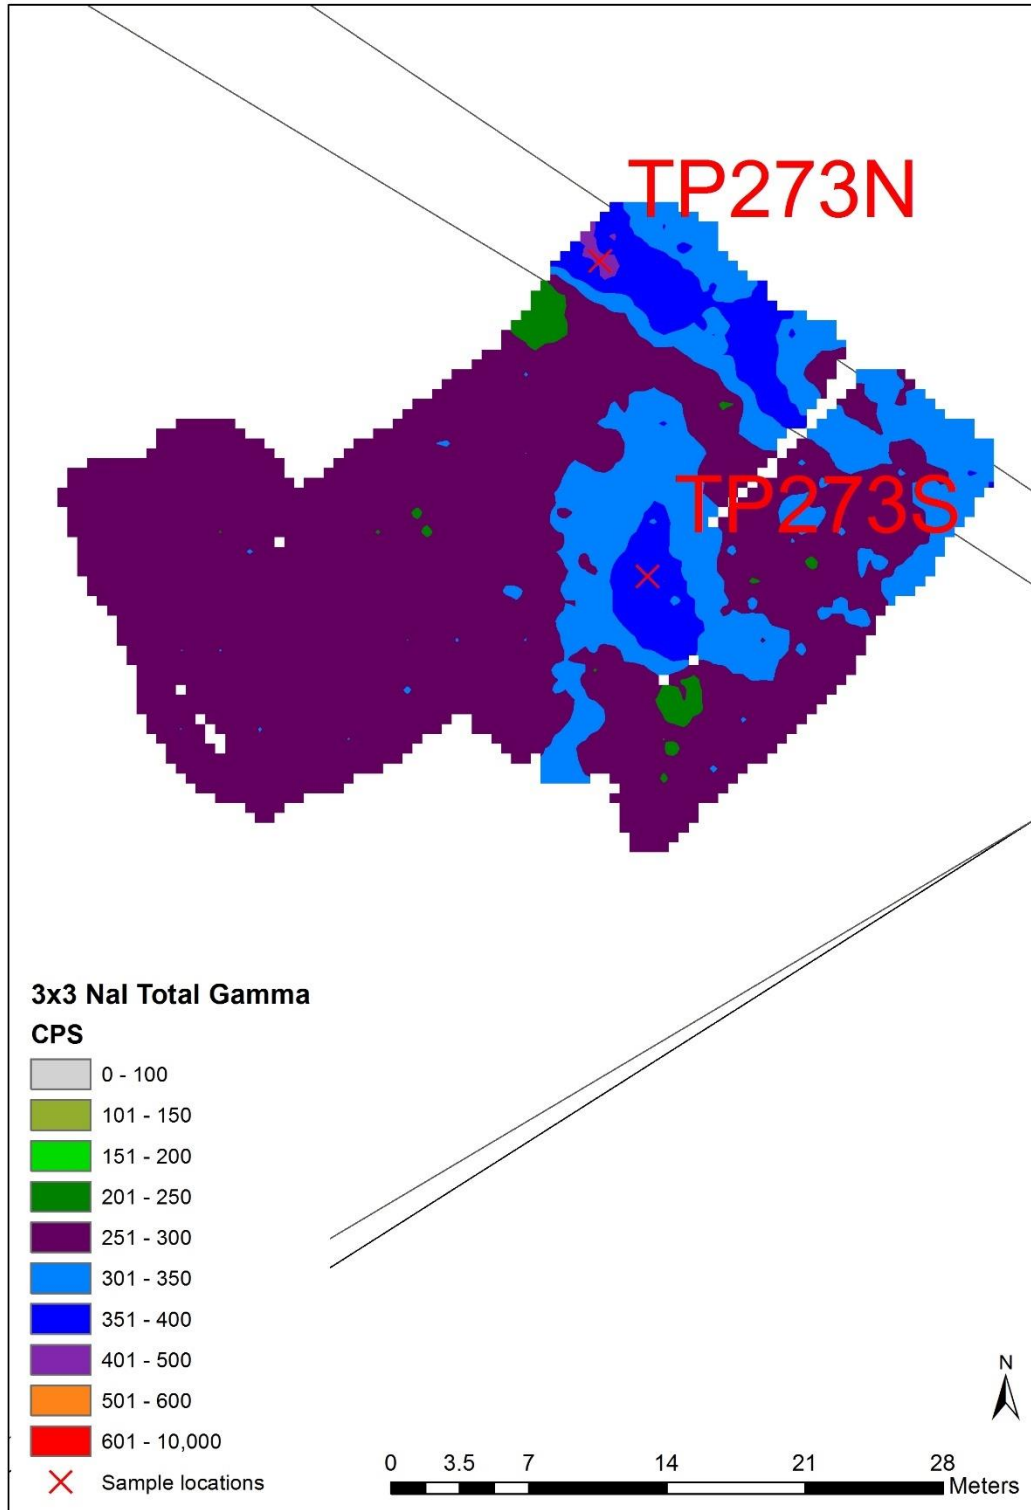 TP273N
TP273S
3x3 NaI Total Gamma
CPS
0 - 100
101 - 150
151 - 200
201 - 250
251 - 300
301 - 350
351 - 400
401 - 500
501 - 600
601 - 10,000
Sample locations
N
0 3.5 7 14 21 28
Meters